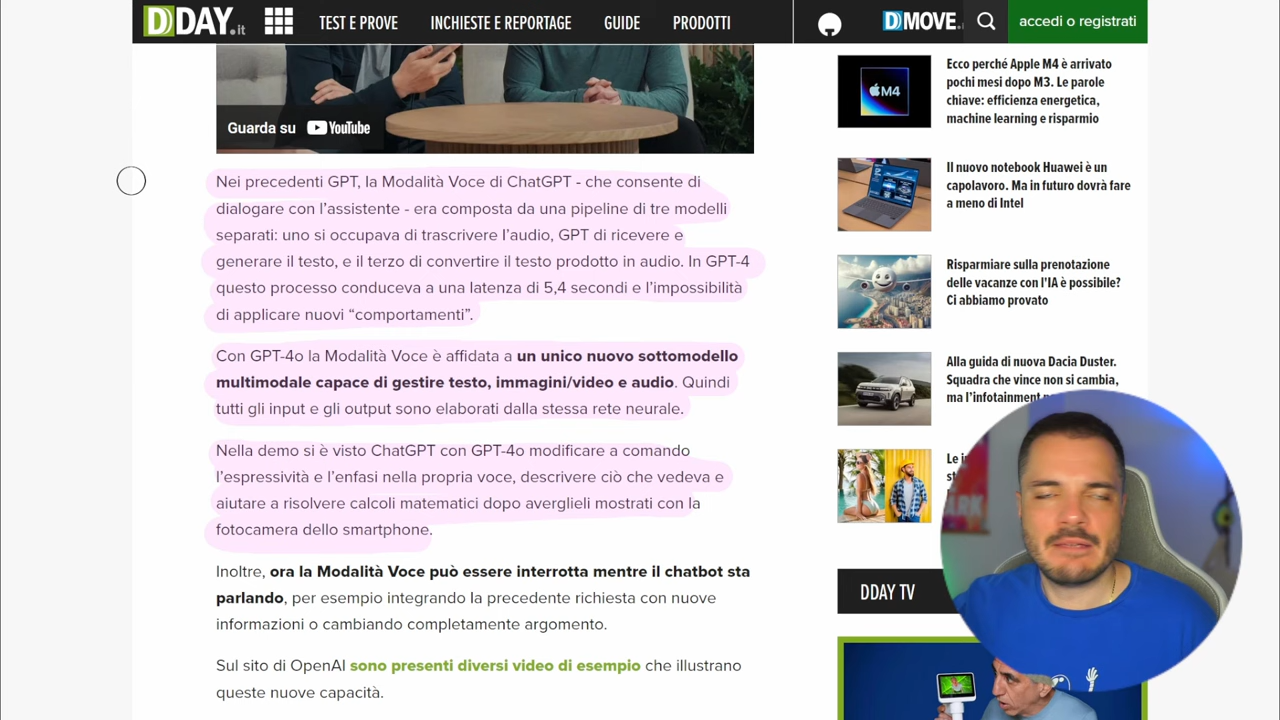 DDAY.it
TEST E PROVE
INCHIESTE E REPORTAGE
GUIDE
PRODOTTI
DMOVE.
accedi o registrati
Guarda su YouTube
Nei precedenti GPT, la Modalità Voce di ChatGPT - che consente di
dialogare con l’assistente - era composta da una pipeline di tre modelli
separati: uno si occupava di trascrivere l’audio, GPT di ricevere e
generare il testo, e il terzo di convertire il testo prodotto in audio. In GPT-4
questo processo conduceva a una latenza di 5,4 secondi e l’impossibilità
di applicare nuovi “comportamenti”.
Con GPT-4o la Modalità Voce è affidata a un unico nuovo sottomodello
multimodale capace di gestire testo, immagini/video e audio. Quindi
tutti gli input e gli output sono elaborati dalla stessa rete neurale.
Nella demo si è visto ChatGPT con GPT-4o modificare a comando
l’espressività e l’enfasi nella propria voce, descrivere ciò che vedeva e
aiutare a risolvere calcoli matematici dopo averglieli mostrati con la
fotocamera dello smartphone.
Inoltre, ora la Modalità Voce può essere interrotta mentre il chatbot sta
parlando, per esempio integrando la precedente richiesta con nuove
informazioni o cambiando completamente argomento.
Sul sito di OpenAI sono presenti diversi video di esempio che illustrano
queste nuove capacità.
M4
Ecco perché Apple M4 è arrivato
pochi mesi dopo M3. Le parole
chiave: efficienza energetica,
machine learning e risparmio
Il nuovo notebook Huawei è un
capolavoro. Ma in futuro dovrà fare
a meno di Intel
Risparmiare sulla prenotazione
delle vacanze con l'IA è possibile?
Ci abbiamo provato
Alla guida di nuova Dacia Duster.
Squadra che vince non si cambia,
ma l’infotainment
Le
DDAY TV